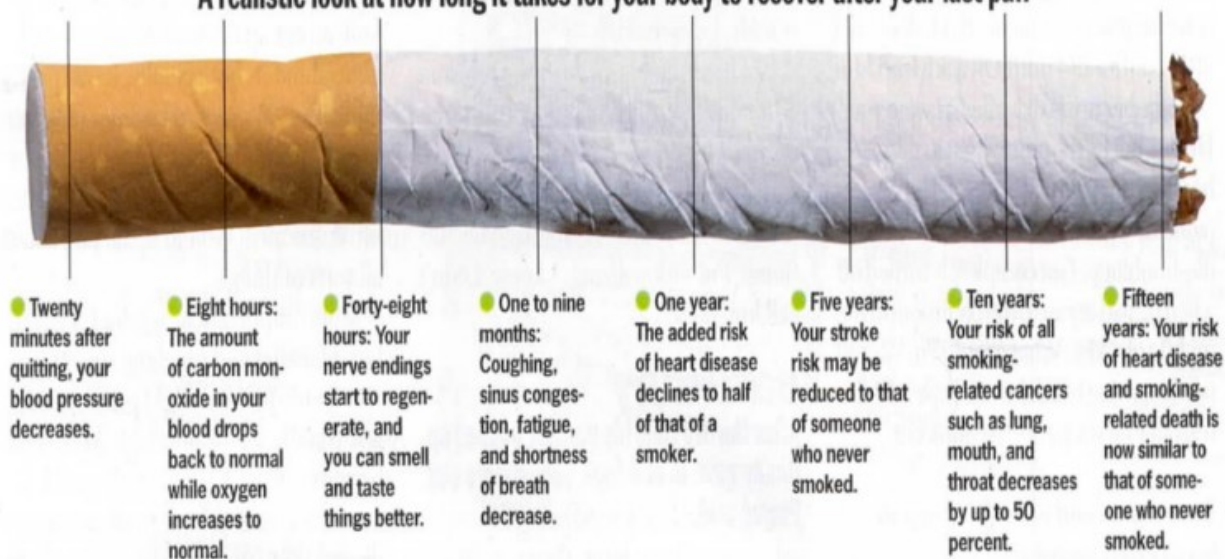 A realistic look at how long it takes for your body to recover after your last puff
Twenty
minutes after
quitting, your
blood pressure
decreases.
Eight hours:
The amount
of carbon mon-
oxide in your
blood drops
back to normal
while oxygen
increases to
normal.
Forty-eight
hours: Your
nerve endings
start to regen-
erate, and
you can smell
and taste
things better.
One to nine
months:
Coughing,
sinus conges-
tion, fatigue,
and shortness
of breath
decrease.
One year:
The added risk
of heart disease
declines to half
of that of a
smoker.
Five years:
Your stroke
risk may be
reduced to that
of someone
who never
smoked.
Ten years:
Your risk of all
smoking-
related cancers
such as lung,
mouth, and
throat decreases
by up to 50
percent.
Fifteen
years: Your risk
of heart disease
and smoking-
related death is
now similar to
that of some-
one who never
smoked.